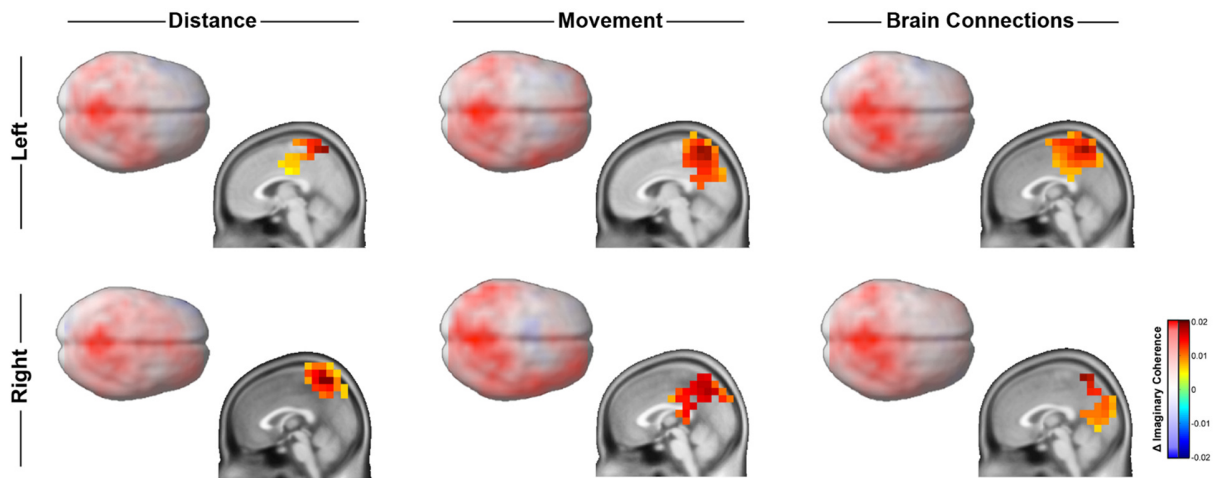 Distance
Movement
Brain Connections
Left
Right
Δ Imaginary Coherence
0.02
0.01
0
-0.01
-0.02